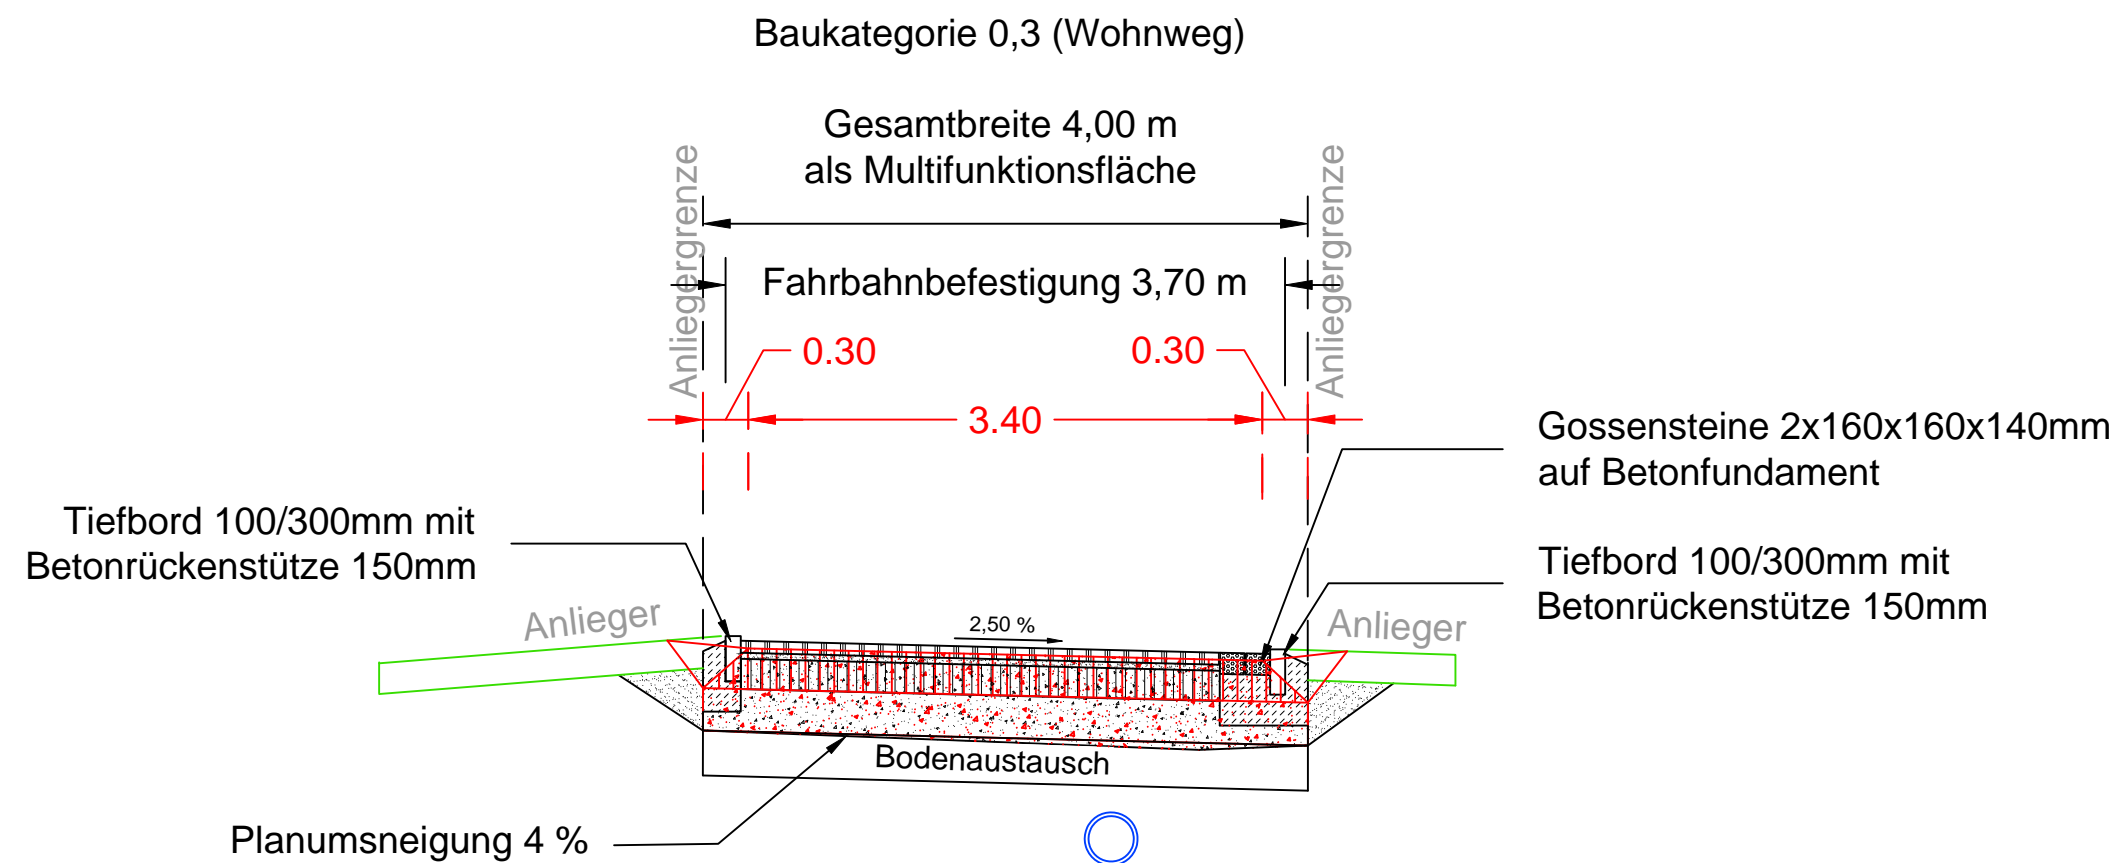 Baukategorie 0,3 (Wohnweg)
Gesamtbreite 4,00 m
als Multifunktionsfläche
Anliegergrenze
Anliegergrenze
Fahrbahnbefestigung 3,70 m
0.30
0.30
3.40
Gossensteine 2x160x160x140mm
auf Betonfundament
Tiefbord 100/300mm mit
Betonrückenstütze 150mm
Tiefbord 100/300mm mit
Betonrückenstütze 150mm
Anlieger
2,50 %
Anlieger
Bodenaustausch
Planumsneigung 4 %